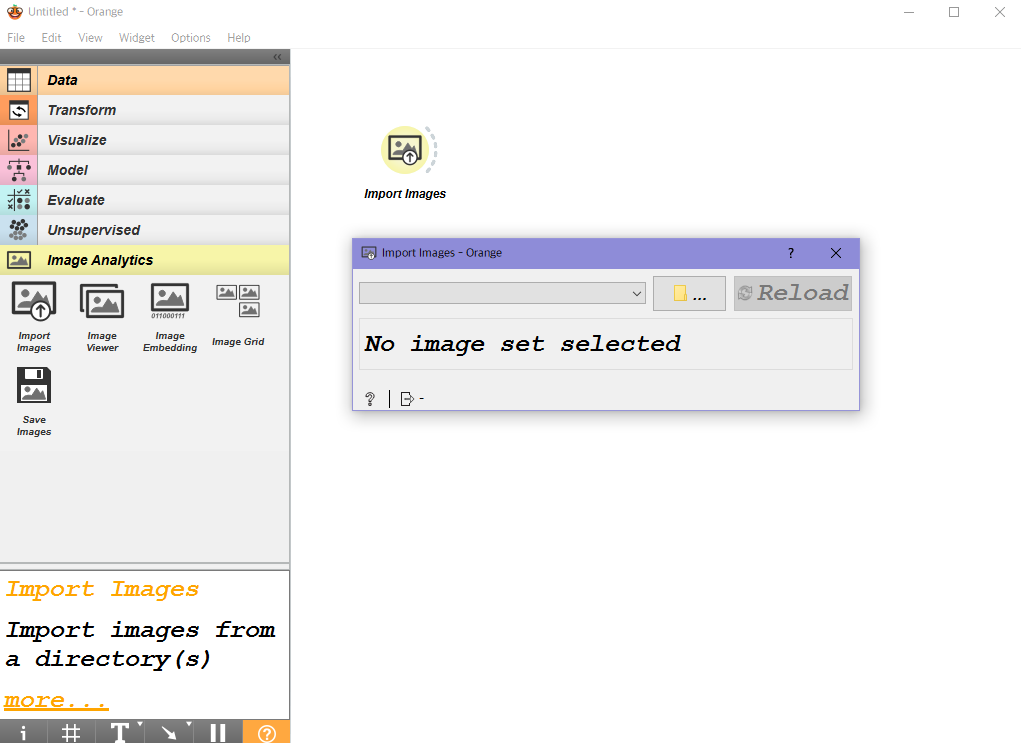 Untitled * - Orange
File Edit View Widget Options Help
Data
Transform
Visualize
Model
Evaluate
Unsupervised
Image Analytics
Import Images
Image Viewer
011000111
Image Embedding
Image Grid
Save Images
Import Images
Import Images - Orange
?
...
Reload
No image set selected
? | -
Import Images
Import images from
a directory(s)
more...
i # T ?